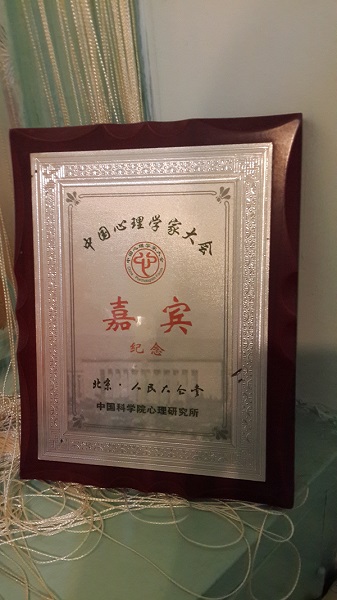 中国心理学家大会
嘉宾
纪念
北京·人民大会堂
中国科学院心理研究所